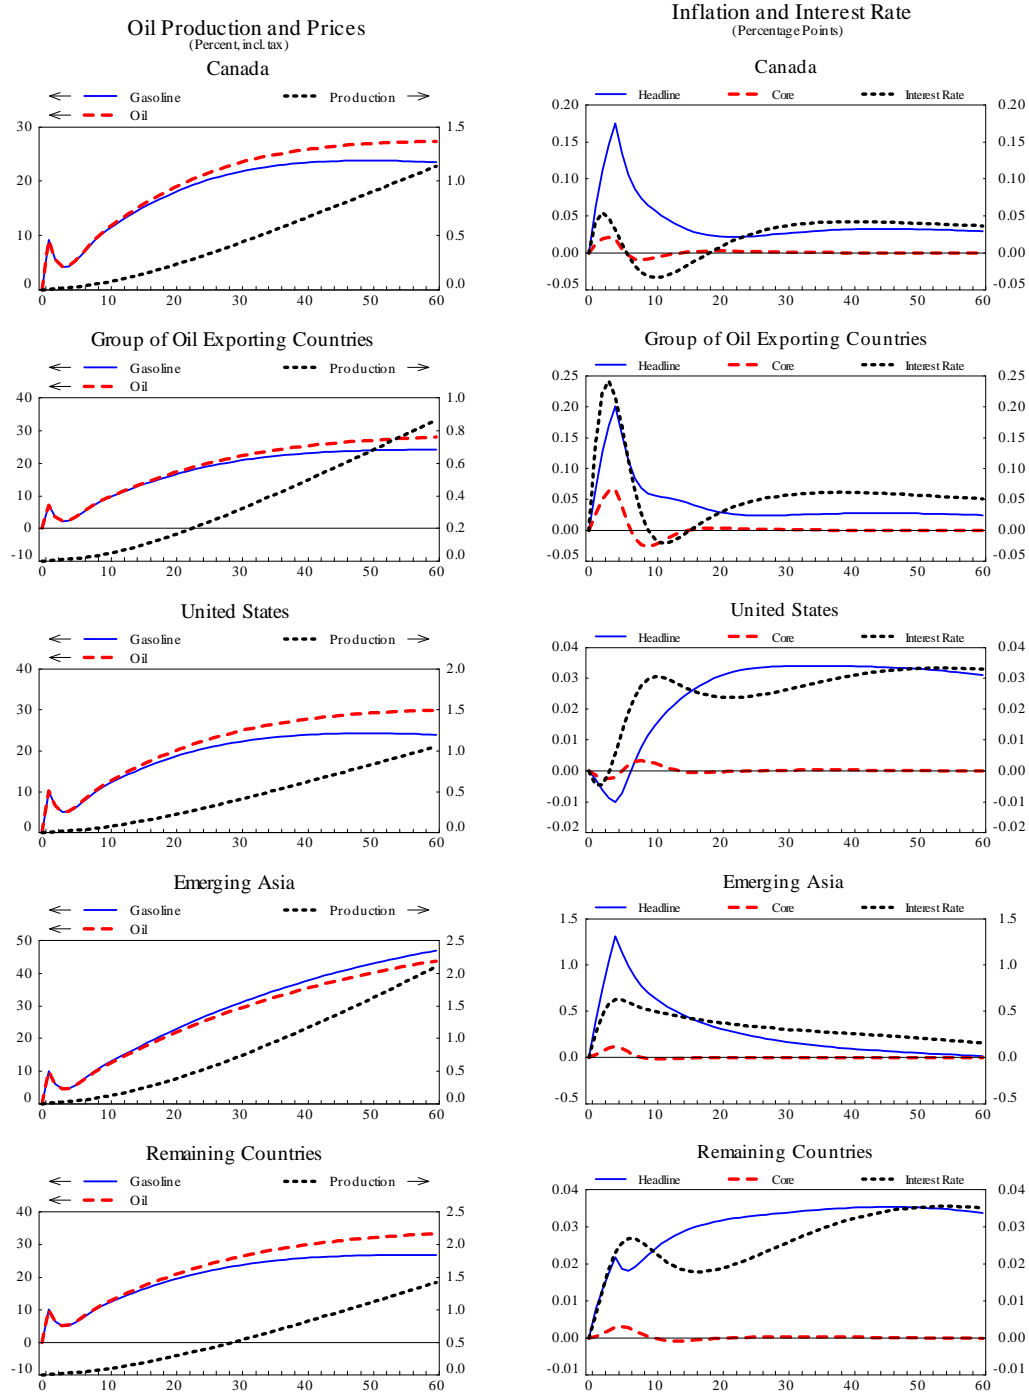 Oil Production and Prices
(Percent, incl. tax)
Canada
Gasoline Production
Oil
30 1.5
20 1.0
10 0.5
0 0.0
0 10 20 30 40 50 60
Group of Oil Exporting Countries
Gasoline Production
Oil
40 1.0
30 0.8
20 0.6
10 0.4
0 0.2
-10 0.0
0 10 20 30 40 50 60
United States
Gasoline Production
Oil
40 2.0
30 1.5
20 1.0
10 0.5
0 0.0
0 10 20 30 40 50 60
Emerging Asia
Gasoline Production
Oil
50 2.5
40 2.0
30 1.5
20 1.0
10 0.5
0 0.0
0 10 20 30 40 50 60
Remaining Countries
Gasoline Production
Oil
40 2.5
30 2.0
20 1.5
10 1.0
0 0.5
-10 0.0
0 10 20 30 40 50 60
Inflation and Interest Rate
(Percentage Points)
Canada
Headline Core Interest Rate
0.20 0.20
0.15 0.15
0.10 0.10
0.05 0.05
0.00 0.00
-0.05 -0.05
0 10 20 30 40 50 60
Group of Oil Exporting Countries
Headline Core Interest Rate
0.25 0.25
0.20 0.20
0.15 0.15
0.10 0.10
0.05 0.05
0.00 0.00
-0.05 -0.05
0 10 20 30 40 50 60
United States
Headline Core Interest Rate
0.04 0.04
0.03 0.03
0.02 0.02
0.01 0.01
0.00 0.00
-0.01 -0.01
-0.02 -0.02
0 10 20 30 40 50 60
Emerging Asia
Headline Core Interest Rate
1.5 1.5
1.0 1.0
0.5 0.5
0.0 0.0
-0.5 -0.5
0 10 20 30 40 50 60
Remaining Countries
Headline Core Interest Rate
0.04 0.04
0.03 0.03
0.02 0.02
0.01 0.01
0.00 0.00
-0.01 -0.01
0 10 20 30 40 50 60